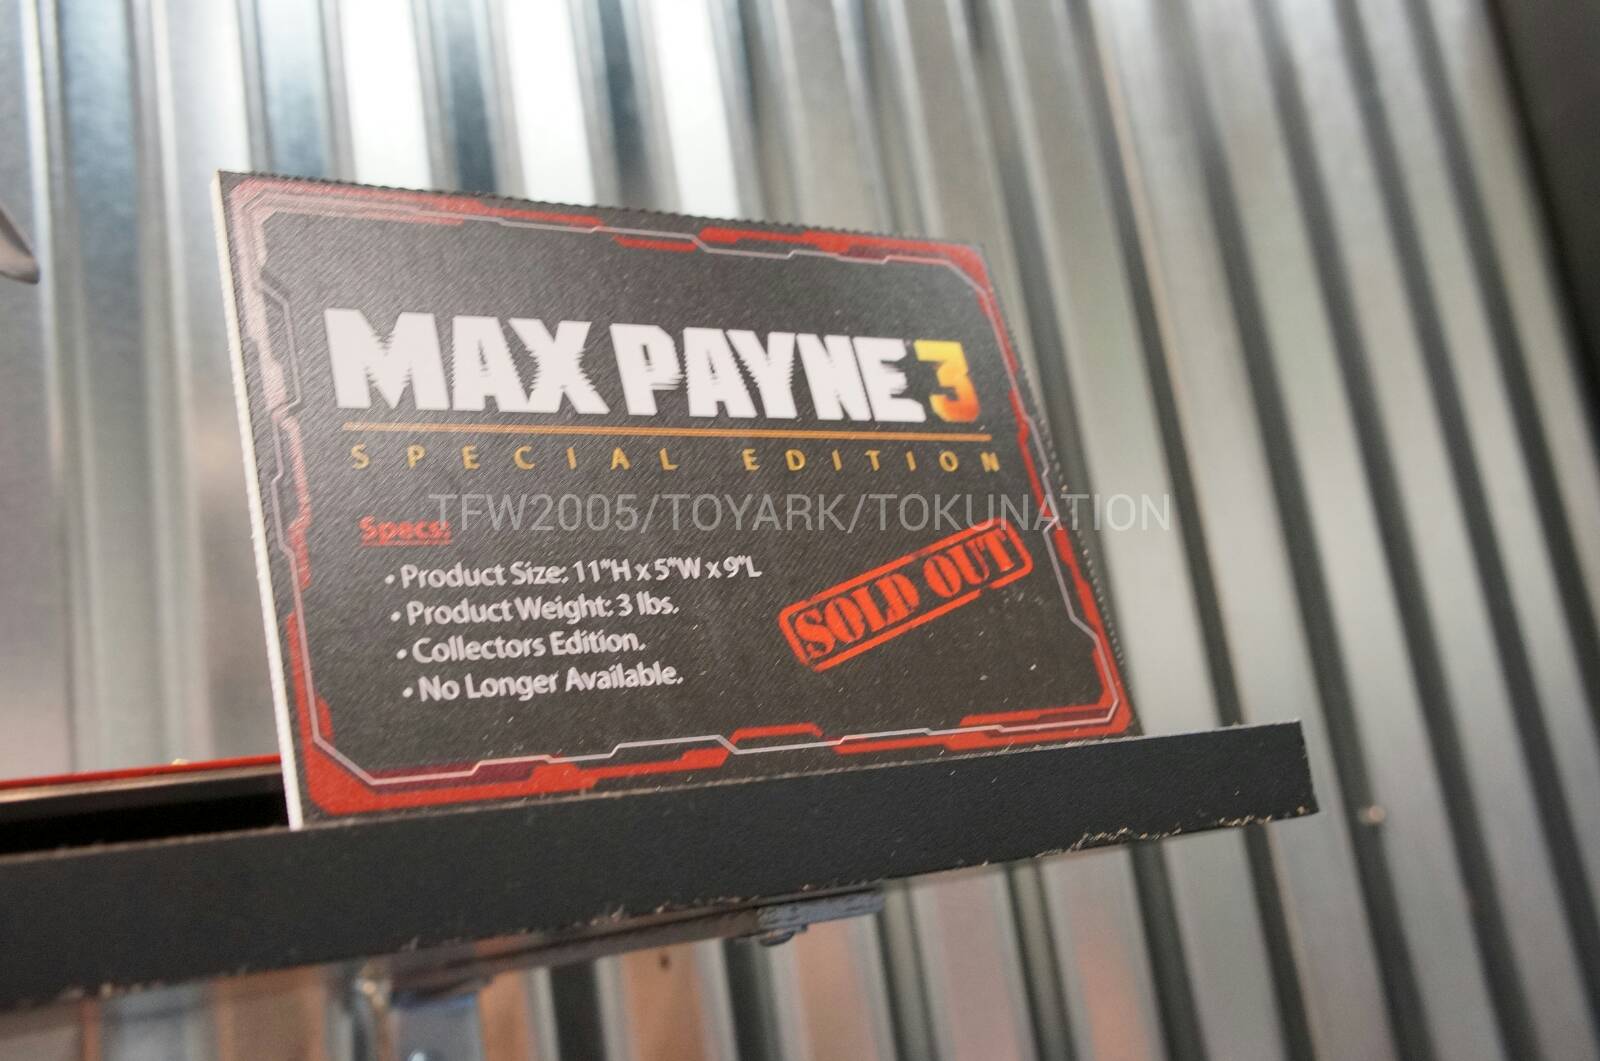 MAX PAYNE 3
SPECIAL EDITION
TFW2005/TOYARK/TOKUNATION
Specs:
• Product Size: 11"H x 5"W x 9"L
• Product Weight: 3 lbs.
• Collectors Edition.
• No Longer Available.
SOLD OUT